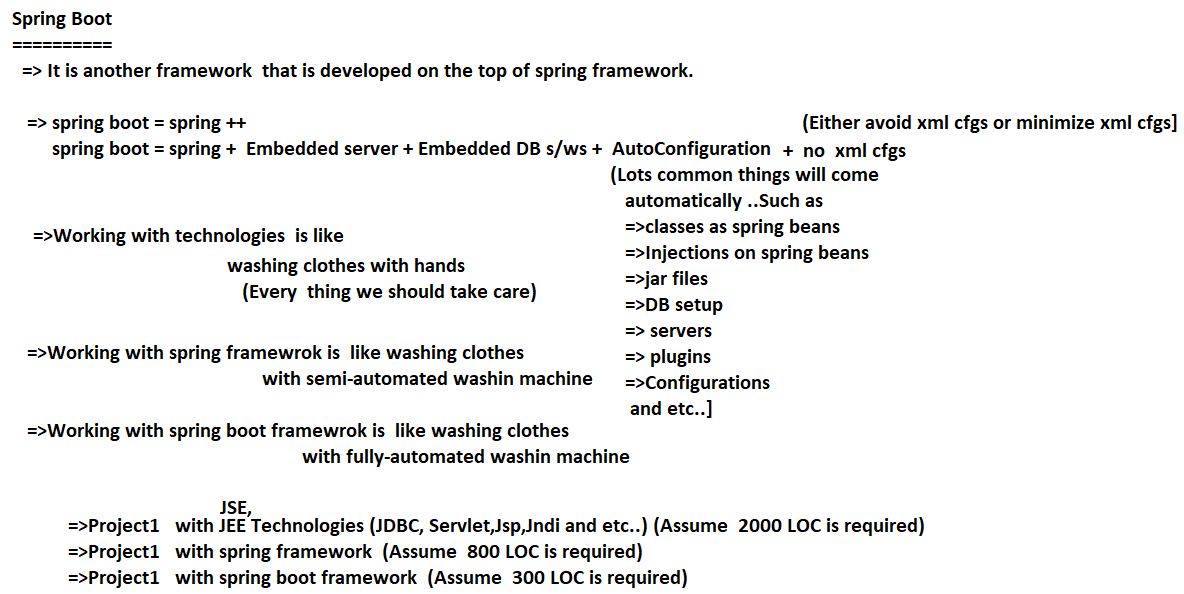 Spring Boot
==========
=> It is another framework that is developed on the top of spring framework.
=> spring boot = spring ++
(Either avoid xml cfgs or minimize xml cfgs]
spring boot = spring + Embedded server + Embedded DB s/ws + AutoConfiguration + no xml cfgs
(Lots common things will come
automatically ..Such as
=>classes as spring beans
=>Injections on spring beans
=>jar files
=>DB setup
=> servers
=> plugins
=>Configurations
and etc..]
=>Working with technologies is like
washing clothes with hands
(Every thing we should take care)
=>Working with spring framewrok is like washing clothes
with semi-automated washin machine
=>Working with spring boot framewrok is like washing clothes
with fully-automated washin machine
JSE,
=>Project1 with JEE Technologies (JDBC, Servlet,Jsp,Jndi and etc..) (Assume 2000 LOC is required)
=>Project1 with spring framework (Assume 800 LOC is required)
=>Project1 with spring boot framework (Assume 300 LOC is required)